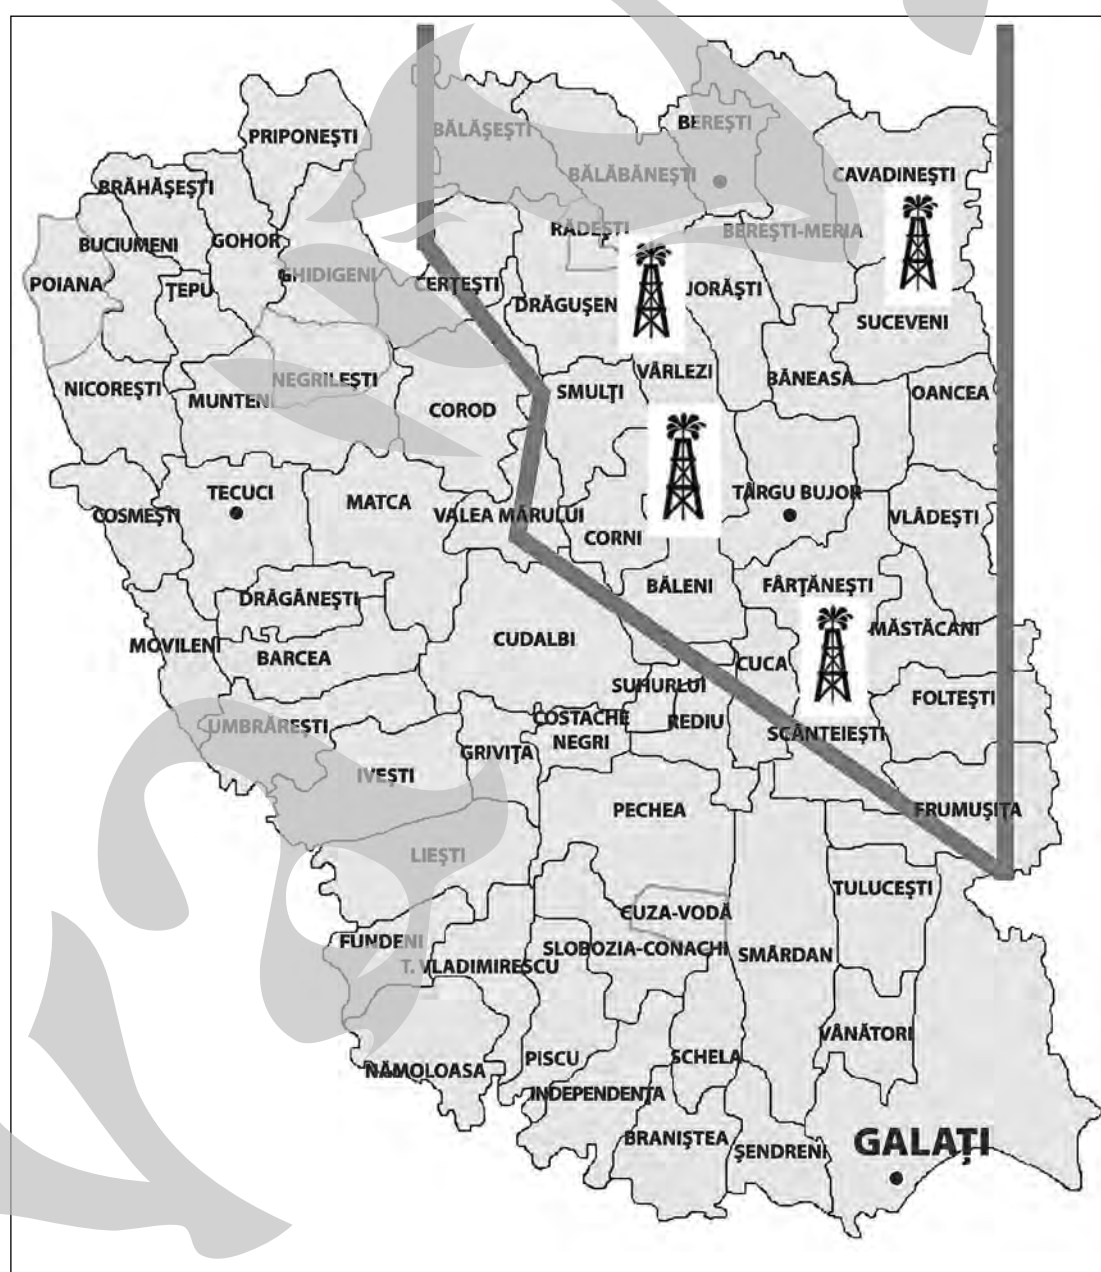 PRIPONEŞTI
BĂLĂŞEŞTI
BEREŞTI
BĂLĂBĂNEŞTI
CAVADINEŞTI
BRĂHĂŞEŞTI
RĂDEŞTI
BEREŞTI-MERIA
BUCIUMENI
GOHOR
GHIDIGENI
POIANA
ŢEPU
CERŢEŞTI
DRĂGUŞEN
JORĂŞTI
SUCEVENI
NICOREŞTI
MUNTENI
NEGRILEŞTI
COROD
SMULŢI
VÂRLEZI
BĂNEASA
OANCEA
TECUCI
MATCA
COSMEŞTI
VALEA MĂRULUI
CORNI
TÂRGU BUJOR
VLĂDEŞTI
DRĂGĂNEŞTI
BĂLENI
FÂRŢĂNEŞTI
MOVILENI
BARCEA
CUDALBI
CUCA
MĂSTĂCANI
SUHURLUI
FOLTEŞTI
UMBRĂREŞTI
COSTACHE
NEGRI
REDIU
SCÂNTEIEŞTI
GRIVIŢA
IVEŞTI
PECHEA
FRUMUŞIŢA
LIEŞTI
TULUCEŞTI
CUZA-VODĂ
FUNDENI
SLOBOZIA-CONACHI
SMÂRDAN
T. VLADIMIRESCU
VÂNĂTORI
NĂMOLOASA
PISCU
SCHELA
INDEPENDENŢA
BRANIŞTEA
ŞENDRENI
GALAŢI